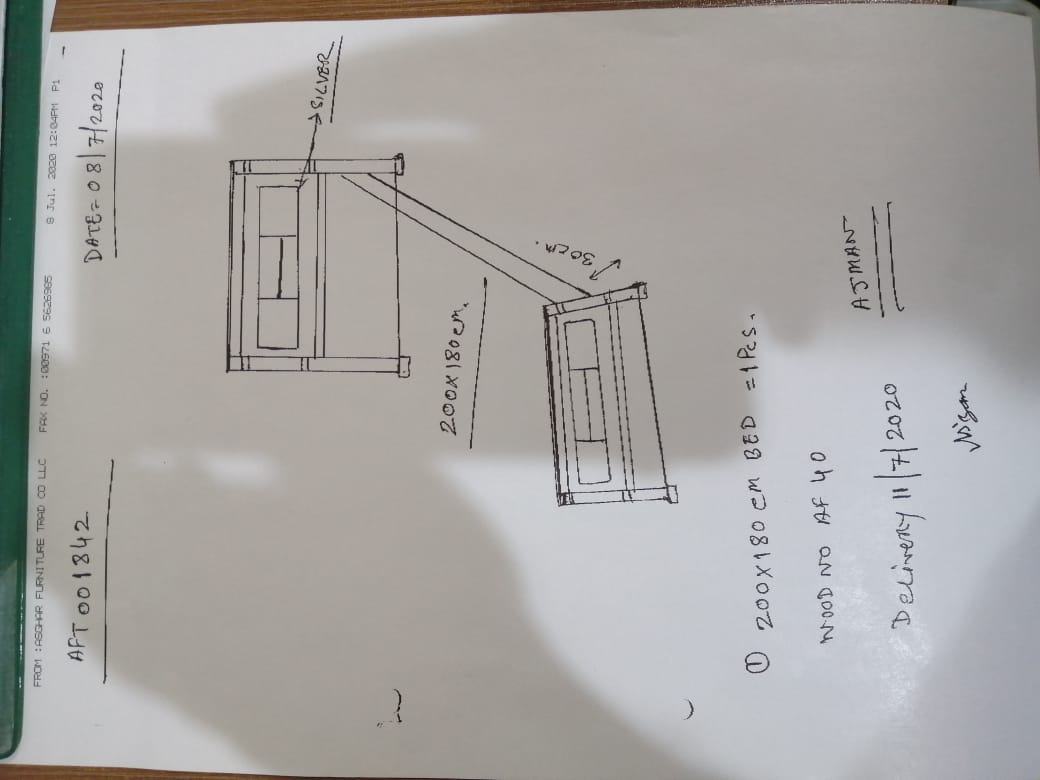 FROM :ASGHAR FURNITURE TRAD CO LLC FAX NO. :00971 6 5626985 8 Jul. 2020 12:04PM P1
AFT 001842
DATE= 08/7/2020
SILVER
200X180cm.
30cm.
① 200X180 CM BED =1Pcs.
WOOD NO AF 40
AJMAN
Delivery 11/7/2020
Nizam